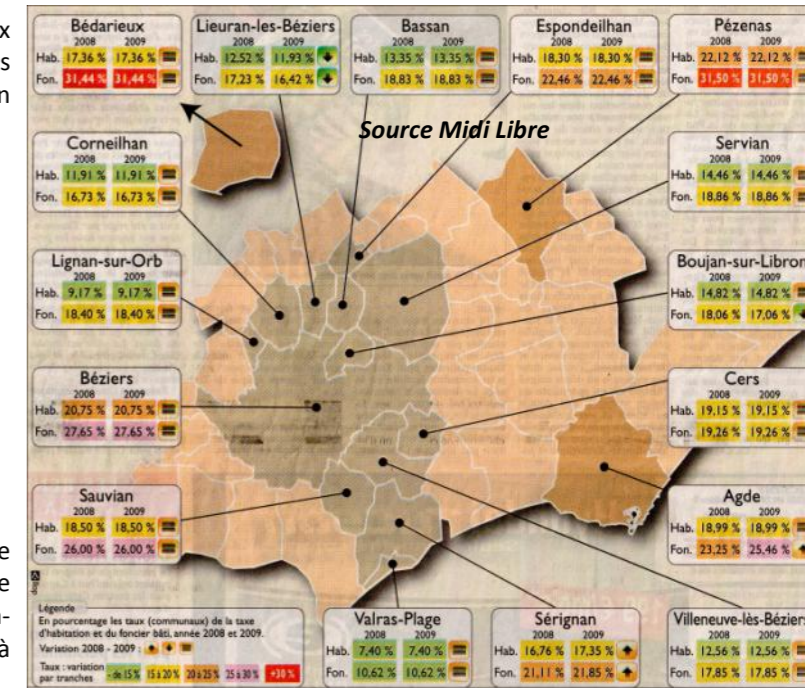 x
s
n
Bédarieux
2008 2009
Hab. 17,36 % 17,36 %
Fon. 31,44 % 31,44 %
Lieuran-les-Béziers
2008 2009
Hab. 12,52 % 11,93 %
Fon. 17,23 % 16,42 %
Bassan
2008 2009
Hab. 13,35 % 13,35 %
Fon. 18,83 % 18,83 %
Espondeilhan
2008 2009
Hab. 18,30 % 18,30 %
Fon. 22,46 % 22,46 %
Pézenas
2008 2009
Hab. 22,12 % 22,12 %
Fon. 31,50 % 31,50 %
Source Midi Libre
Corneilhan
2008 2009
Hab. 11,91 % 11,91 %
Fon. 16,73 % 16,73 %
Servian
2008 2009
Hab. 14,46 % 14,46 %
Fon. 18,86 % 18,86 %
Lignan-sur-Orb
2008 2009
Hab. 9,17 % 9,17 %
Fon. 18,40 % 18,40 %
Boujan-sur-Libron
2008 2009
Hab. 14,82 % 14,82 %
Fon. 18,06 % 17,06 %
Béziers
2008 2009
Hab. 20,75 % 20,75 %
Fon. 27,65 % 27,65 %
Cers
2008 2009
Hab. 19,15 % 19,15 %
Fon. 19,26 % 19,26 %
Sauvian
2008 2009
Hab. 18,50 % 18,50 %
Fon. 26,00 % 26,00 %
Agde
2008 2009
Hab. 18,99 % 18,99 %
Fon. 23,25 % 25,46 %
e
e
n-
à
Légende
En pourcentage les taux (communaux) de la taxe
d'habitation et du foncier bâti, année 2008 et 2009.
Variation 2008 - 2009 :
Taux : variation
par tranches
- de 15 % 15 à 20 % 20 à 25 % 25 à 30 % +30 %
Valras-Plage
2008 2009
Hab. 7,40 % 7,40 %
Fon. 10,62 % 10,62 %
Sérignan
2008 2009
Hab. 16,76 % 17,35 %
Fon. 21,11 % 21,85 %
Villeneuve-lès-Béziers
2008 2009
Hab. 12,56 % 12,56 %
Fon. 17,85 % 17,85 %